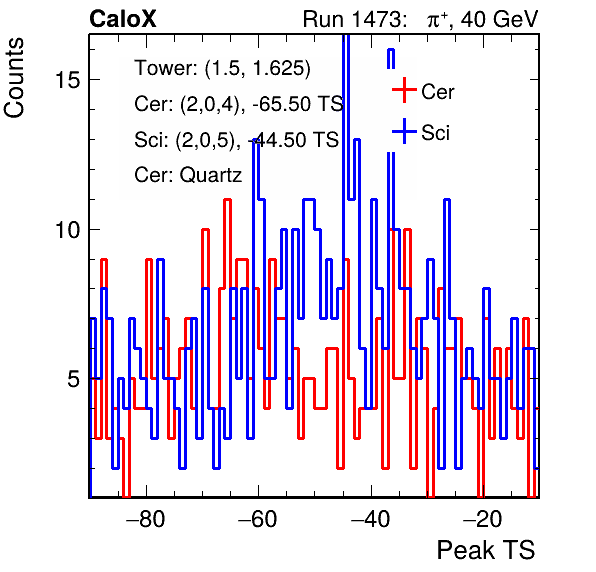 CaloX Run 1473: π+, 40 GeV
Counts
Tower: (1.5, 1.625)
Cer: (2,0,4), -65.50 TS
Sci: (2,0,5), -44.50 TS
Cer: Quartz
Cer
Sci
15
10
5
−80 −60 −40 −20
Peak TS